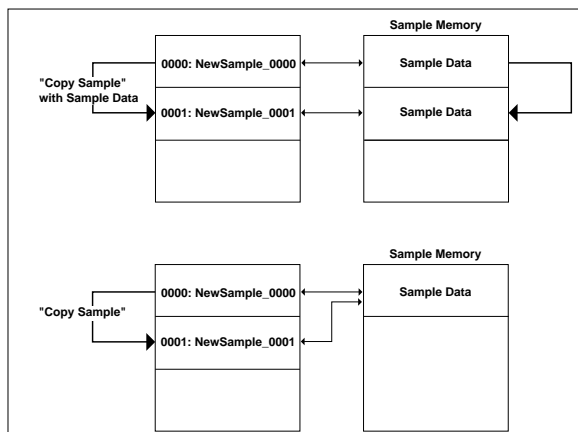 Sample Memory
0000: NewSample_0000
Sample Data
"Copy Sample"
with Sample Data
0001: NewSample_0001
Sample Data
Sample Memory
0000: NewSample_0000
Sample Data
"Copy Sample"
0001: NewSample_0001